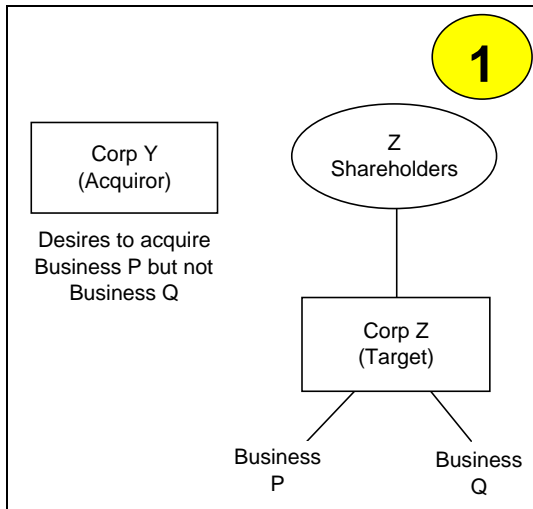 1
Corp Y
(Acquiror)
Z
Shareholders
Desires to acquire
Business P but not
Business Q
Corp Z
(Target)
Business
P
Business
Q